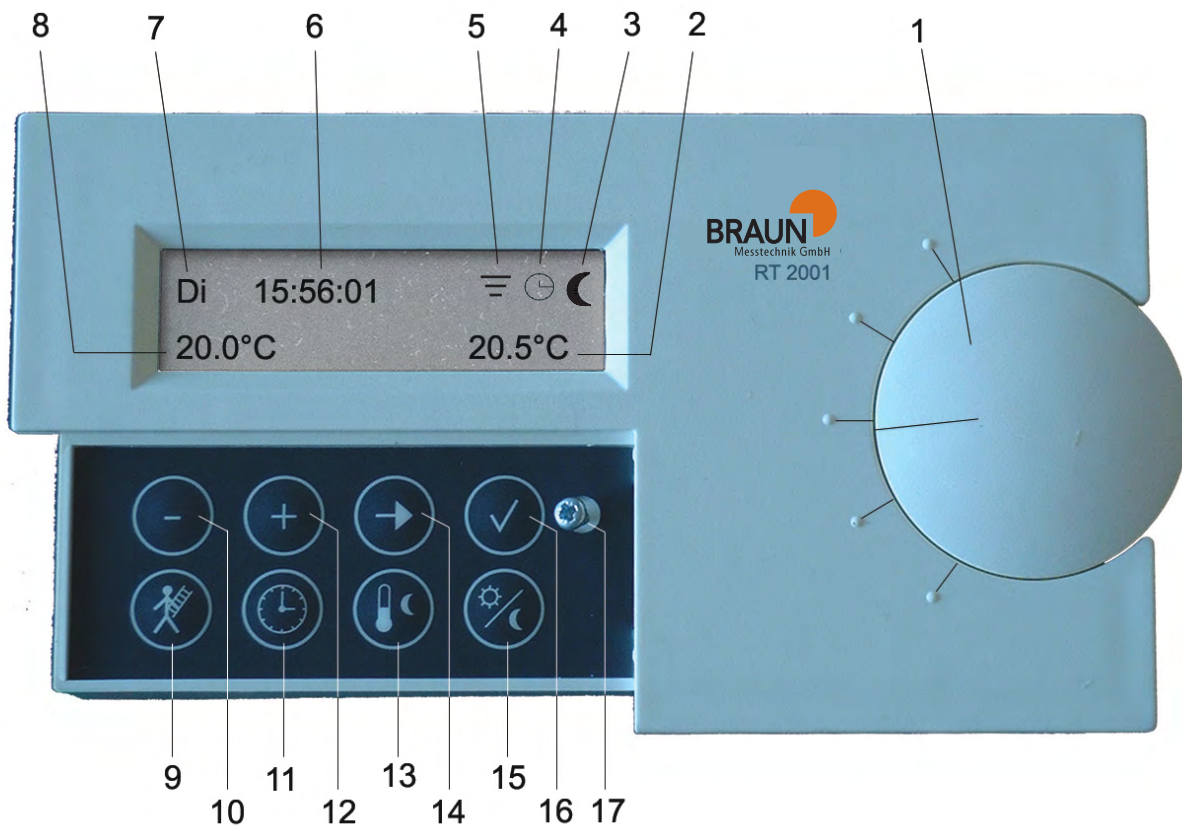 8 7 6 5 4 3 2 1
BRAUN
Messtechnik GmbH
RT 2001
Di 15:56:01
20.0°C 20.5°C
- +
9 11 13 15
10 12 14 16 17